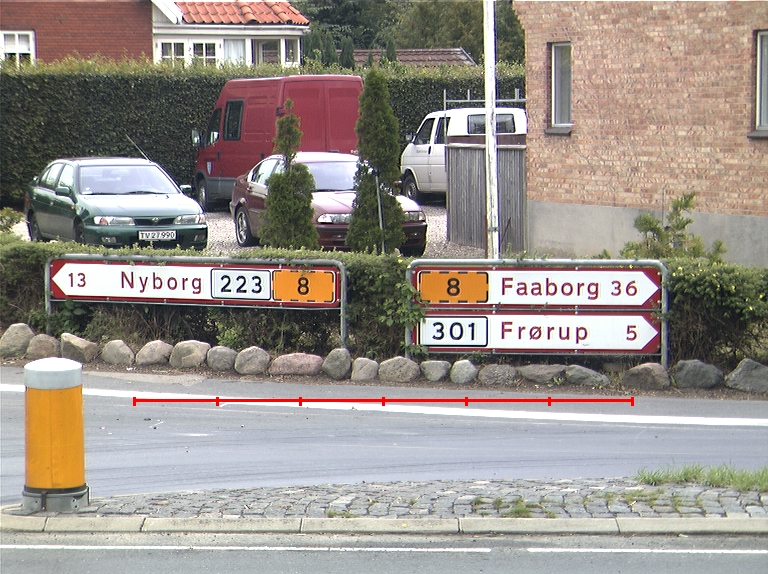 TV 27 990
13 Nyborg 223 8
8 Faaborg 36
301 Frørup 5